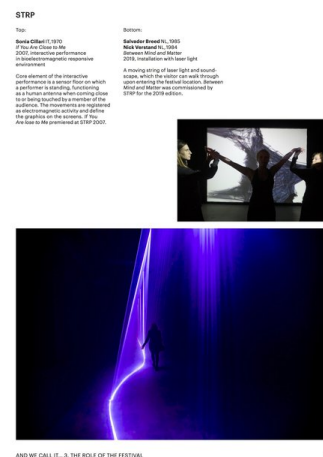 STRP
Top:
Sonia Cillari IT, 1970
If You Are Close to Me
2007, interactive performance
in bioelectromagnetic responsive
environment
Core element of the interactive
performance is a sensor floor on which
a performer is standing, functioning
as a human antenna when coming close
to or being touched by a member of the
audience. The movements are registered
as electromagnetic activity and define
the graphics on the screens. If You
Are lose to Me premiered at STRP 2007.
Bottom:
Salvador Breed NL, 1985
Nick Verstand NL, 1984
Between Mind and Matter
2019, installation with laser light
A moving string of laser light and sound-
scape, which the visitor can walk through
upon entering the festival location. Between
Mind and Matter was commissioned by
STRP for the 2019 edition.
AND WE CALL IT... 3. THE ROLE OF THE FESTIVAL